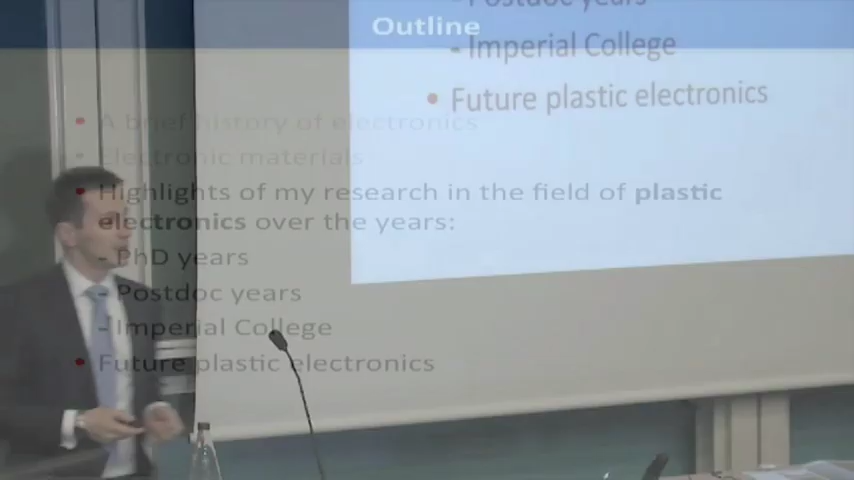 Outline
Postdoc years
- Imperial College
• Future plastic electronics
• A brief history of electronics
• Electronic materials
• Highlights of my research in the field of plastic
electronics over the years:
- PhD years
- Postdoc years
- Imperial College
• Future plastic electronics